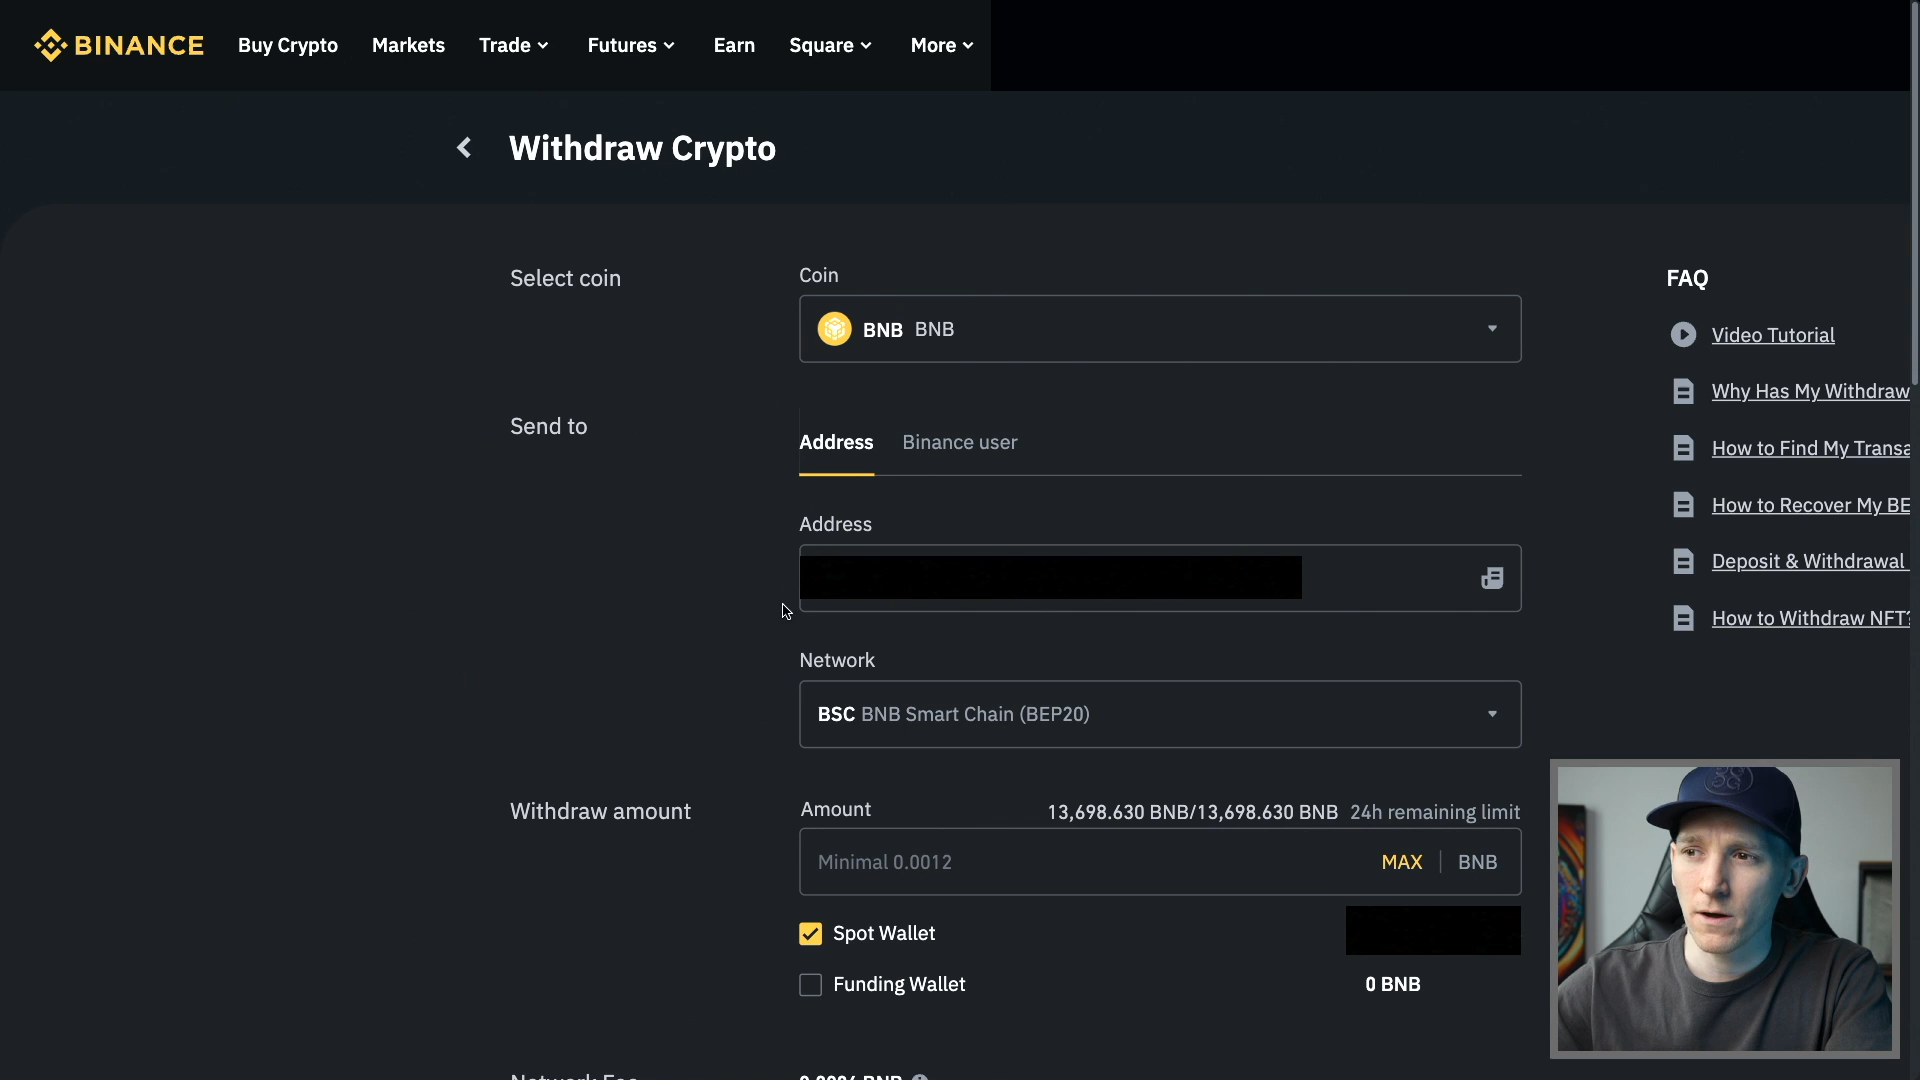 BINANCE Buy Crypto Markets Trade Futures Earn Square More
Withdraw Crypto
Select coin
Coin
BNB BNB
Send to
Address Binance user
Address
Network
BSC BNB Smart Chain (BEP20)
Withdraw amount
Amount 13,698.630 BNB/13,698.630 BNB 24h remaining limit
Minimal 0.0012 MAX BNB
Spot Wallet
Funding Wallet 0 BNB
FAQ
Video Tutorial
Why Has My Withdraw
How to Find My Transa
How to Recover My BE
Deposit & Withdrawal
How to Withdraw NFT?